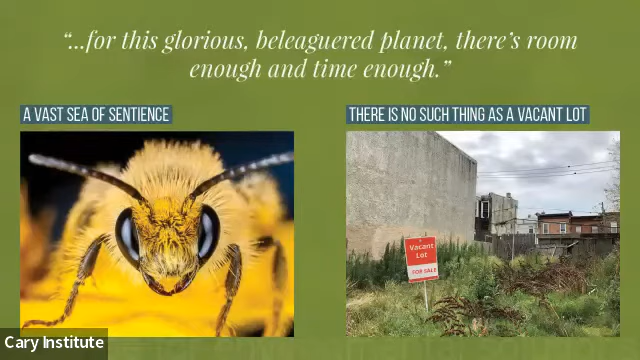 “...for this glorious, beleaguered planet, there’s room
enough and time enough.”
A VAST SEA OF SENTIENCE
THERE IS NO SUCH THING AS A VACANT LOT
Vacant
Lot
FOR SALE
Cary Institute